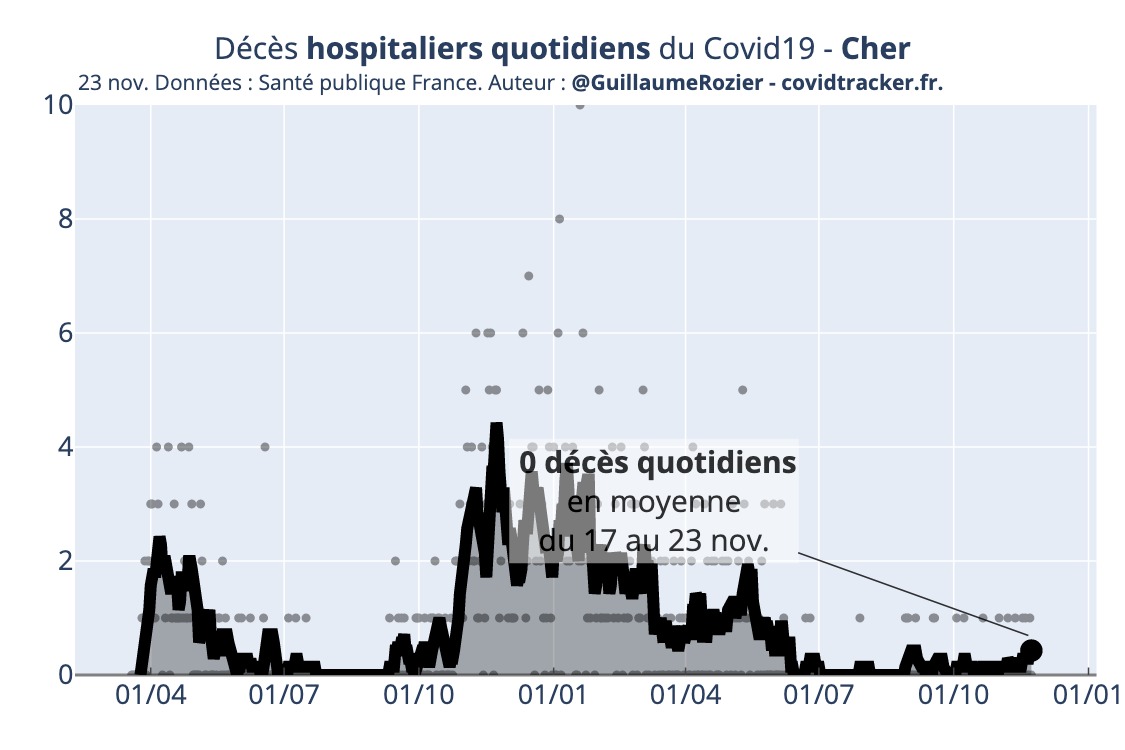 Décès hospitaliers quotidiens du Covid19 - Cher
23 nov. Données : Santé publique France. Auteur : @GuillaumeRozier - covidtracker.fr.
10
8
6
4
2
0
0 décès quotidiens
en moyenne
du 17 au 23 nov.
01/04 01/07 01/10 01/01 01/04 01/07 01/10 01/01